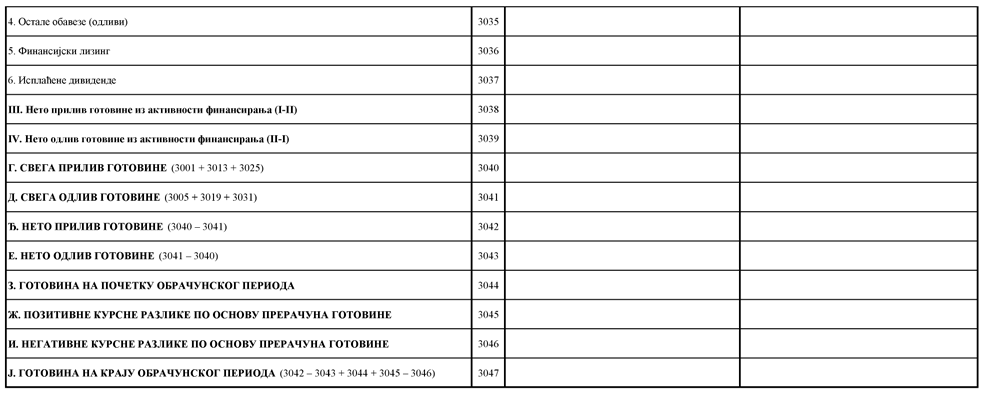 4. Остале обавезе (одливи) 3035
5. Финансијски лизинг 3036
6. Исплаћене дивиденде 3037
III. Нето прилив готовине из активности финансирања (I-II) 3038
IV. Нето одлив готовине из активности финансирања (II-I) 3039
Г. СВЕГА ПРИЛИВ ГОТОВИНЕ (3001 + 3013 + 3025) 3040
Д. СВЕГА ОДЛИВ ГОТОВИНЕ (3005 + 3019 + 3031) 3041
Ђ. НЕТО ПРИЛИВ ГОТОВИНЕ (3040 – 3041) 3042
Е. НЕТО ОДЛИВ ГОТОВИНЕ (3041 – 3040) 3043
З. ГОТОВИНА НА ПОЧЕТКУ ОБРАЧУНСКОГ ПЕРИОДА 3044
Ж. ПОЗИТИВНЕ КУРСНЕ РАЗЛИКЕ ПО ОСНОВУ ПРЕРАЧУНА ГОТОВИНЕ 3045
И. НЕГАТИВНЕ КУРСНЕ РАЗЛИКЕ ПО ОСНОВУ ПРЕРАЧУНА ГОТОВИНЕ 3046
Ј. ГОТОВИНА НА КРАЈУ ОБРАЧУНСКОГ ПЕРИОДА (3042 – 3043 + 3044 + 3045 – 3046) 3047